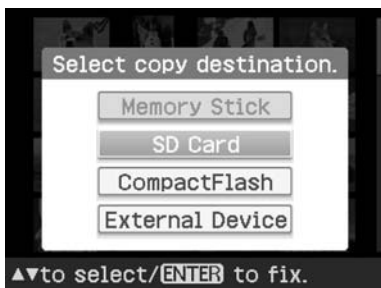 Select copy destination.
Memory Stick
SD Card
CompactFlash
External Device
▲▼to select/ENTER to fix.